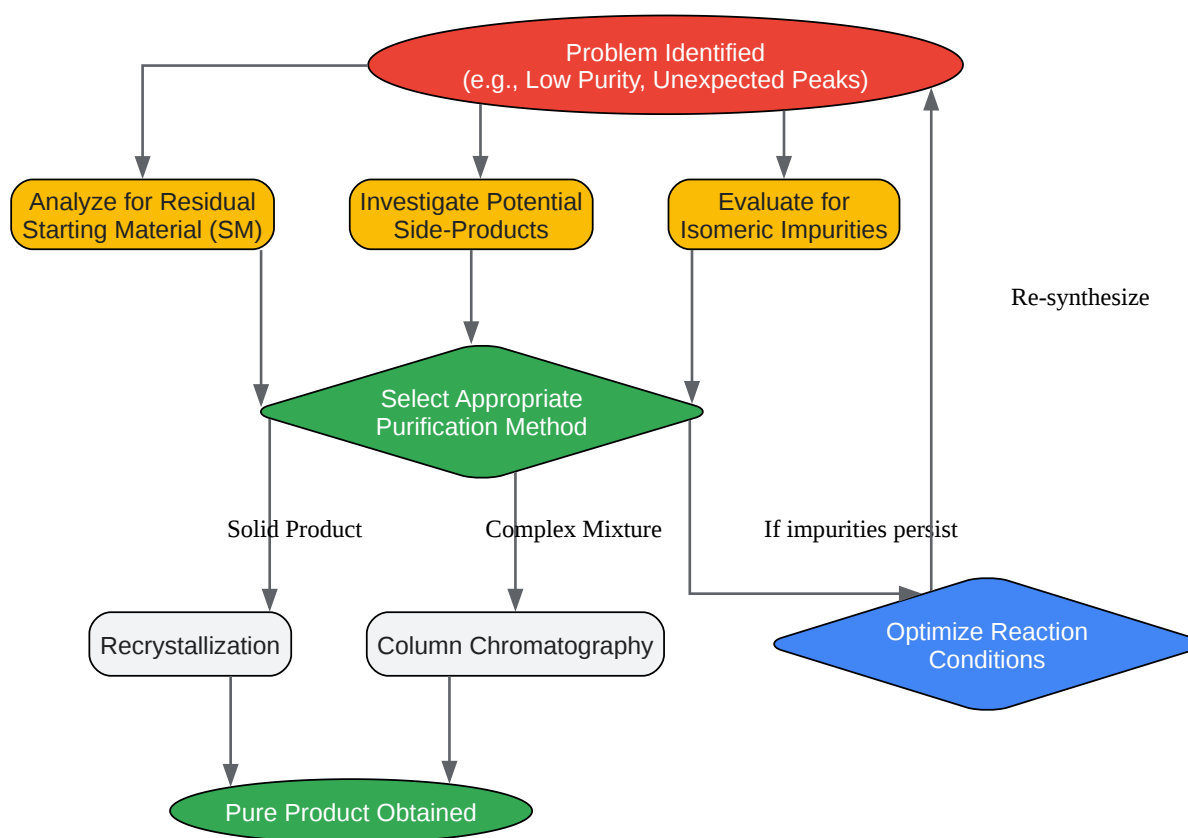 Problem Identified
(e.g., Low Purity, Unexpected Peaks)
Analyze for Residual
Starting Material (SM)
Investigate Potential
Side-Products
Evaluate for
Isomeric Impurities
Re-synthesize
Select Appropriate
Purification Method
Solid Product
Complex Mixture
If impurities persist
Recrystallization
Column Chromatography
Optimize Reaction
Conditions
Pure Product Obtained